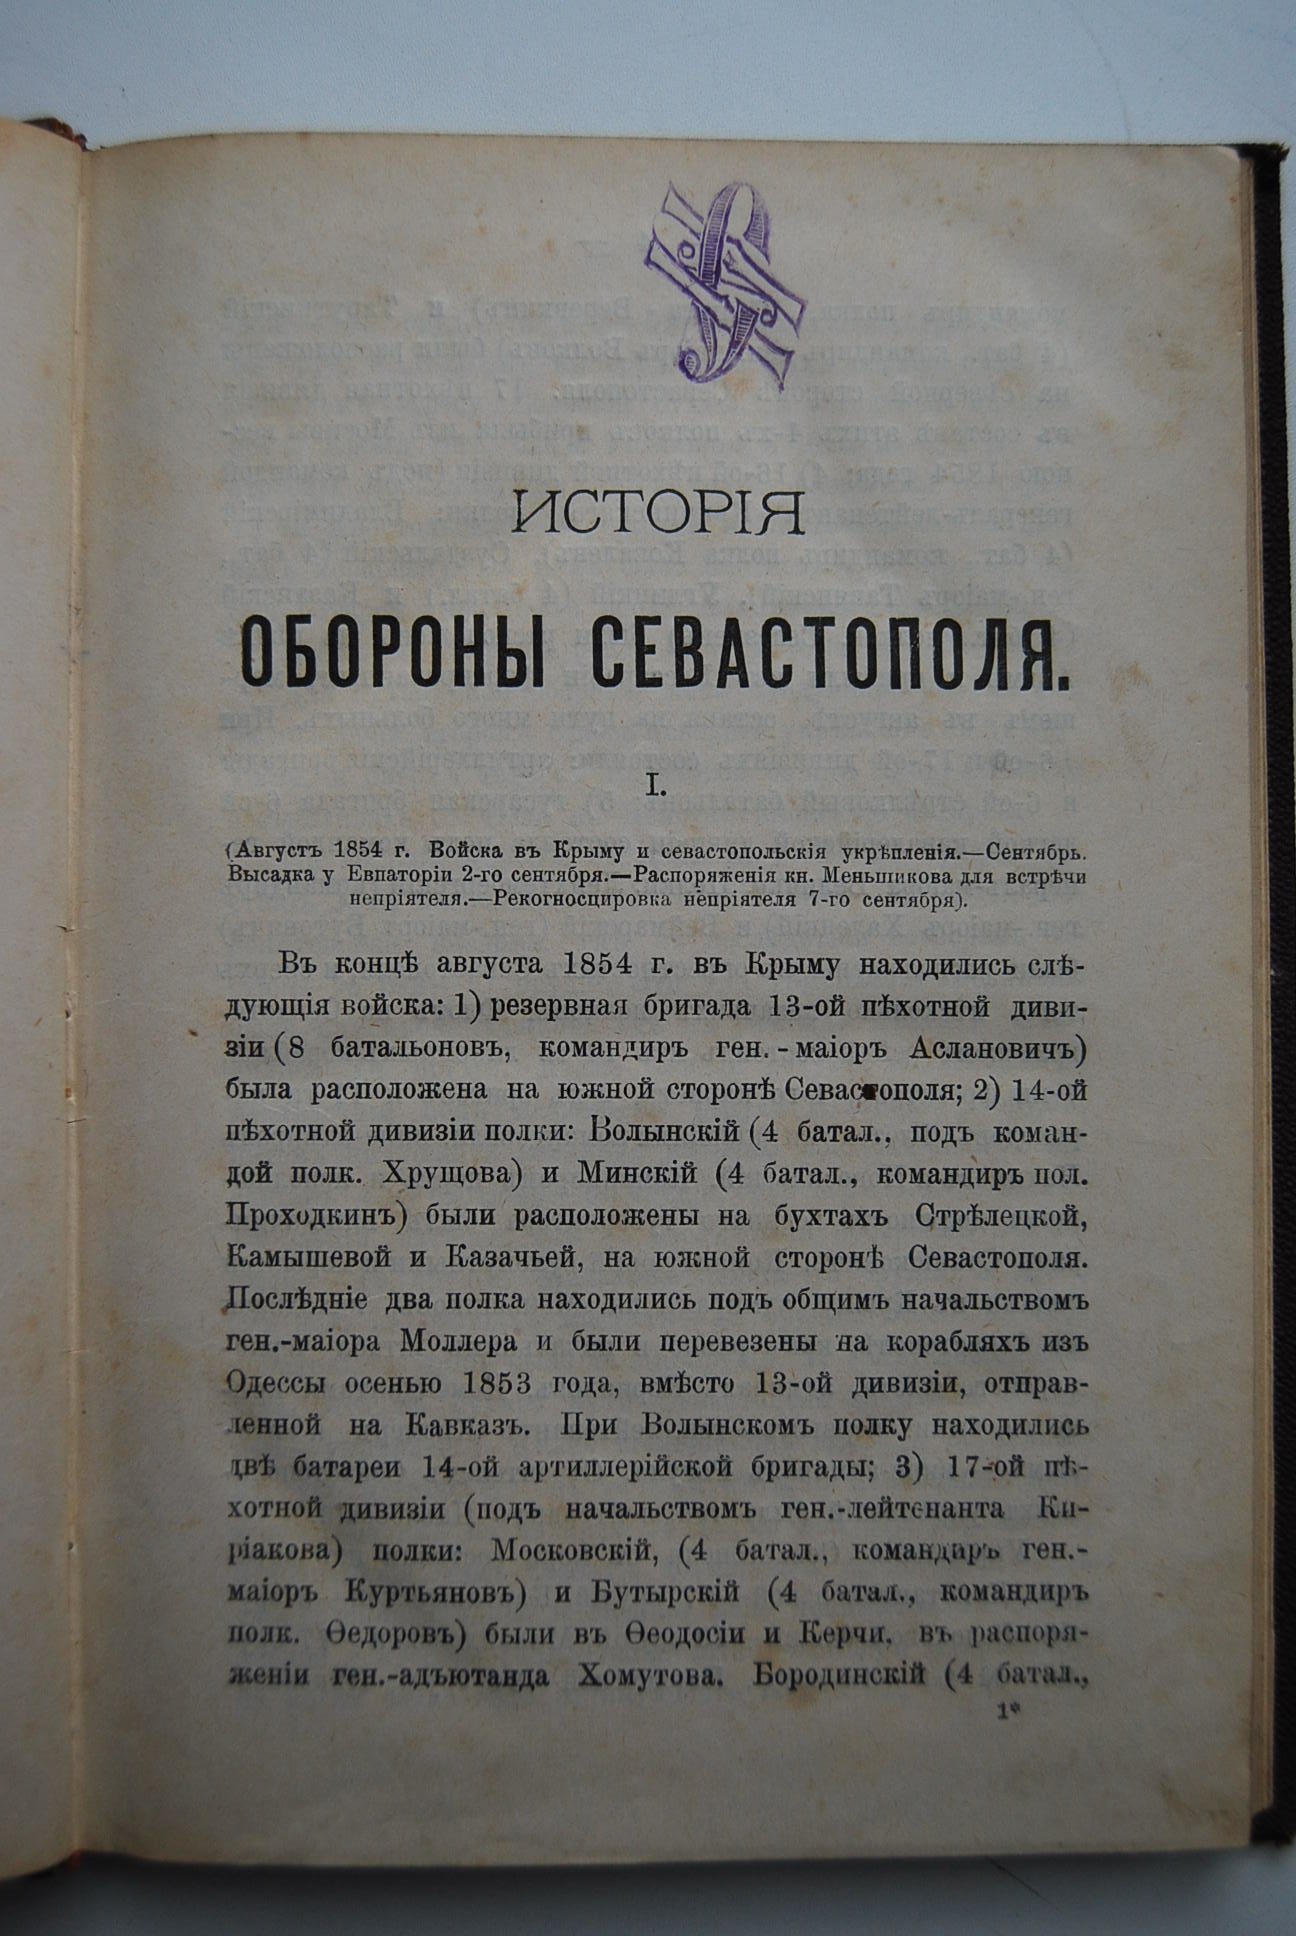 ИСТОРІЯ
ОБОРОНЫ СЕВАСТОПОЛЯ.
I.
(Августъ 1854 г. Войска въ Крыму и севастопольскія укрѣпленія.—Сентябрь.
Высадка у Евпаторіи 2-го сентября.—Распоряженія кн. Меньшикова для встрѣчи
непріятеля.—Рекогносцировка непріятеля 7-го сентября).
Въ концѣ августа 1854 г. въ Крыму находились слѣ-
дующія войска: 1) резервная бригада 13-ой пѣхотной диви-
зіи (8 батальоновъ, командиръ ген.-маіоръ Аслановичъ)
была расположена на южной сторонѣ Севастополя; 2) 14-ой
пѣхотной дивизіи полки: Волынскій (4 батал., подъ коман-
дой полк. Хрущова) и Минскій (4 батал., командиръ пол.
Проходкинъ) были расположены на бухтахъ Стрѣлецкой,
Камышевой и Казачьей, на южной сторонѣ Севастополя.
Послѣдніе два полка находились подъ общимъ начальствомъ
ген.-маіора Моллера и были перевезены на корабляхъ изъ
Одессы осенью 1853 года, вмѣсто 13-ой дивизіи, отправ-
ленной на Кавказъ. При Волынскомъ полку находились
двѣ батареи 14-ой артиллерійской бригады; 3) 17-ой пѣ-
хотной дивизіи (подъ начальствомъ ген.-лейтенанта Ки-
ріакова) полки: Московскій, (4 батал., командиръ ген.-
маіоръ Куртьяновъ) и Бутырскій (4 батал., командиръ
полк. Ѳедоровъ) были въ Ѳеодосіи и Керчи, въ распоря-
женіи ген.-адъютанда Хомутова. Бородинскій (4 батал.,
1*